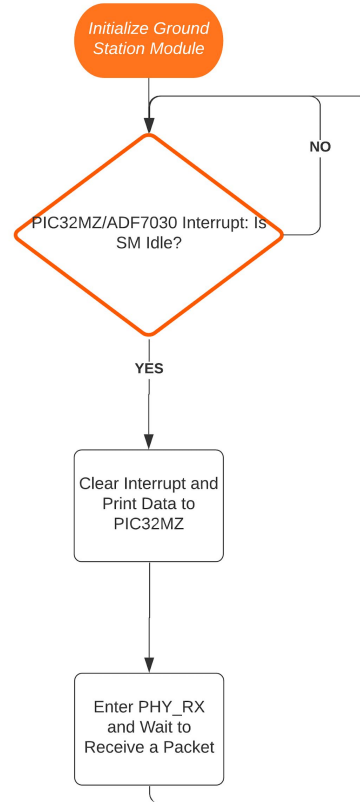 Initialize Ground
Station Module
NO
PIC32MZ/ADF7030 Interrupt: Is
SM Idle?
YES
Clear Interrupt and
Print Data to
PIC32MZ
Enter PHY_RX
and Wait to
Receive a Packet